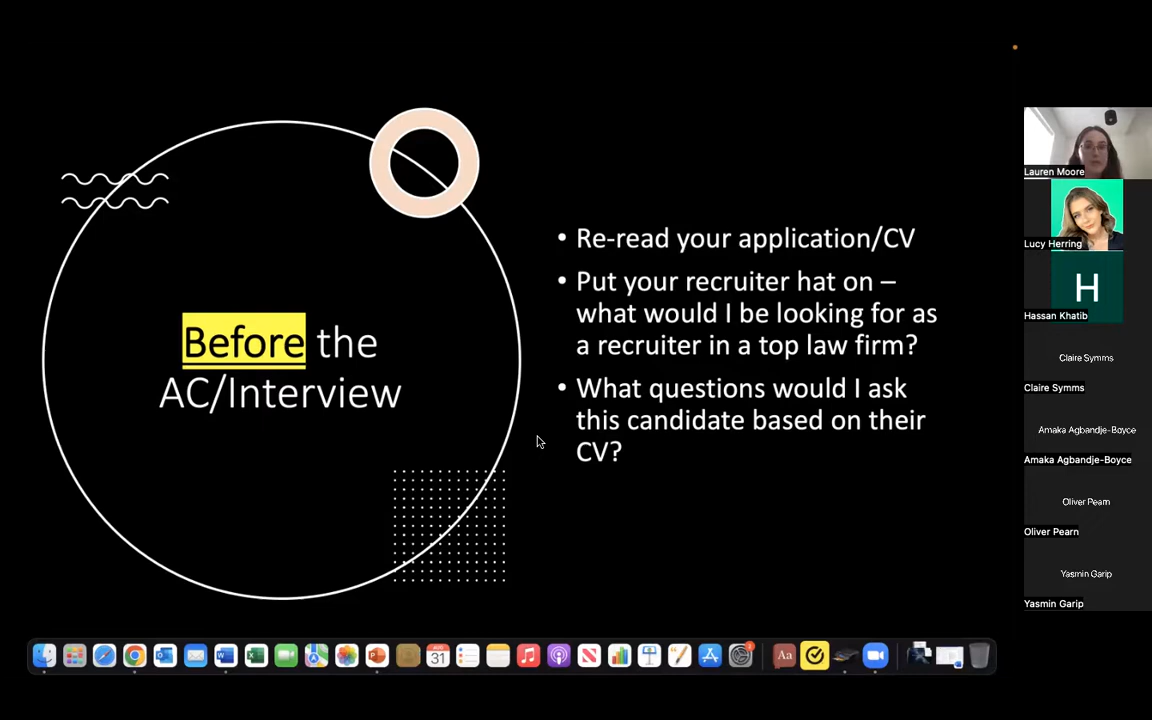 Before the
AC/Interview
• Re-read your application/CV
• Put your recruiter hat on –
what would I be looking for as
a recruiter in a top law firm?
• What questions would I ask
this candidate based on their
CV?
Lauren Moore
Lucy Herring
H
Hassan Khatib
Claire Symms
Claire Symms
Amaka Agbandje-Boyce
Amaka Agbandje-Boyce
Oliver Pearn
Oliver Pearn
Yasmin Garip
Yasmin Garip
AUG
31
Aa